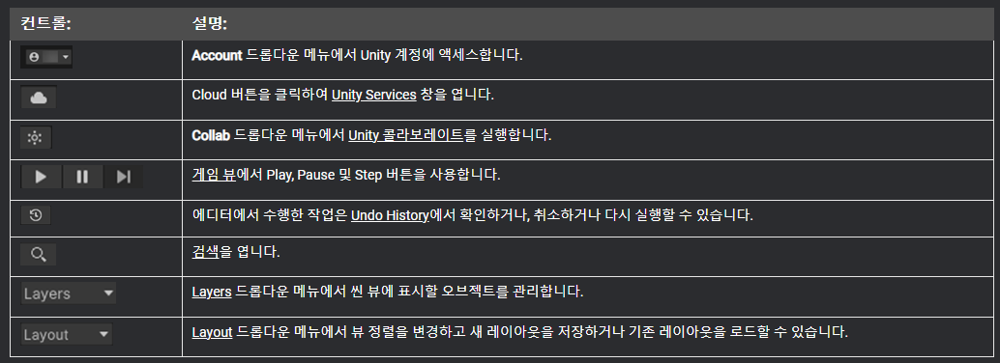 컨트롤: 설명:
Account 드롭다운 메뉴에서 Unity 계정에 액세스합니다.
Cloud 버튼을 클릭하여 Unity Services 창을 엽니다.
Collab 드롭다운 메뉴에서 Unity 콜라보레이트를 실행합니다.
게임 뷰에서 Play, Pause 및 Step 버튼을 사용합니다.
에디터에서 수행한 작업은 Undo History에서 확인하거나, 취소하거나 다시 실행할 수 있습니다.
검색을 엽니다.
Layers Layers 드롭다운 메뉴에서 씬 뷰에 표시할 오브젝트를 관리합니다.
Layout Layout 드롭다운 메뉴에서 뷰 정렬을 변경하고 새 레이아웃을 저장하거나 기존 레이아웃을 로드할 수 있습니다.